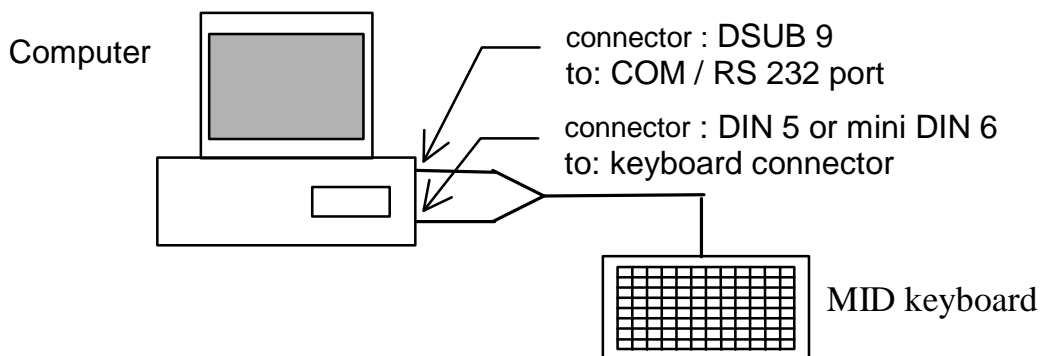 Computer
connector : DSUB 9
to: COM / RS 232 port
connector : DIN 5 or mini DIN 6
to: keyboard connector
MID keyboard